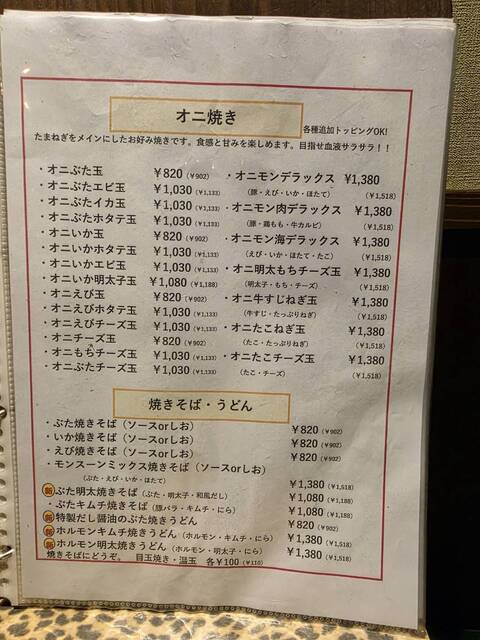 オニ焼き
各種追加トッピングOK!
たまねぎをメインにしたお好み焼きです。食感と甘みを楽しめます。目指せ血液サラサラ！！
・オニぶた玉 ￥820（￥902）
・オニぶたエビ玉 ￥1,030（￥1,133）
・オニぶたイカ玉 ￥1,030（￥1,133）
・オニぶたホタテ玉 ￥1,030（￥1,133）
・オニいか玉 ￥820（￥902）
・オニいかホタテ玉 ￥1,030（￥1,133）
・オニいかエビ玉 ￥1,030（￥1,133）
・オニいか明太子玉 ￥1,080（￥1,188）
・オニえび玉 ￥820（￥902）
・オニえびホタテ玉 ￥1,030（￥1,133）
・オニえびチーズ玉 ￥1,030（￥1,133）
・オニチーズ玉 ￥820（￥902）
・オニもちチーズ玉 ￥1,030（￥1,133）
・オニぶたチーズ玉 ￥1,030（￥1,133）
・オニモンデラックス ￥1,380
（豚・えび・いか・ほたて） （￥1,518）
・オニモン肉デラックス ￥1,380
（豚・鶏もも・牛カルビ） （￥1,518）
・オニモン海デラックス ￥1,380
（えび・いか・ほたて・たこ） （￥1,518）
・オニ明太もちチーズ玉 ￥1,380
（明太子・もち・チーズ） （￥1,518）
・オニ牛すじねぎ玉 ￥1,380
（牛すじ・たっぷりねぎ） （￥1,518）
・オニたこねぎ玉 ￥1,380
（たこ・たっぷりねぎ） （￥1,518）
・オニたこチーズ玉 ￥1,380
（たこ・チーズ） （￥1,518）
焼きそば・うどん
・ぶた焼きそば（ソースorしお） ￥820（￥902）
・いか焼きそば（ソースorしお） ￥820（￥902）
・えび焼きそば（ソースorしお） ￥820（￥902）
・モンスーンミックス焼きそば（ソースorしお）
（ぶた・えび・いか・ほたて） ￥1,380（￥1,518）
新 ぶた明太焼きそば（ぶた・明太子・和風だし） ￥1,080（￥1,188）
・ぶたキムチ焼きそば（豚バラ・キムチ・にら） ￥1,080（￥1,188）
新 特製だし醤油のぶた焼きうどん ￥820（￥902）
新 ホルモンキムチ焼きうどん（ホルモン・キムチ・にら） ￥1,380（￥1,518）
新 ホルモン明太焼きうどん（ホルモン・明太子・にら） ￥1,380（￥1,518）
焼きそばにどうぞ。 目玉焼き・温玉 各￥100（￥110）